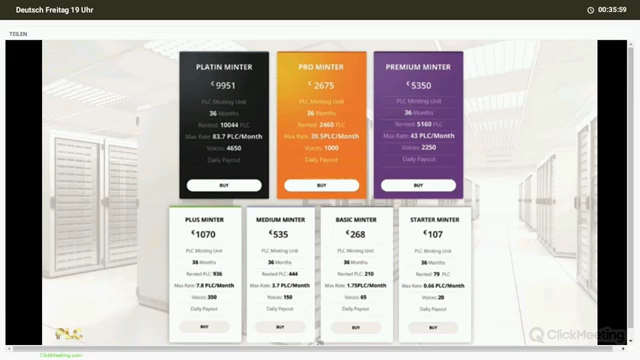 Deutsch Freitag 19 Uhr
00:35:59
TEILEN
PLATIN MINTER
€ 9951
PLC Minting Unit
36 Months
Rented: 10044 PLC
Max Rate: 83.7 PLC/Month
Voices: 4650
Daily Payout
BUY
PRO MINTER
€ 2675
PLC Minting Unit
36 Months
Rented: 2460 PLC
Max Rate: 20.5PLC/Month
Voices: 1000
Daily Payout
BUY
PREMIUM MINTER
€ 5350
PLC Minting Unit
36 Months
Rented: 5160 PLC
Max Rate: 43 PLC/Month
Voices: 2250
Daily Payout
BUY
PLUS MINTER
€ 1070
PLC Minting Unit
36 Months
Rented PLC: 936
Max Rate: 7.8 PLC/Month
Voices: 350
Daily Payout
BUY
MEDIUM MINTER
€ 535
PLC Minting Unit
36 Months
Rented PLC: 444
Max Rate: 3.7 PLC/Month
Voices: 150
Daily Payout
BUY
BASIC MINTER
€ 268
PLC Minting Unit
36 Months
Rented PLC: 210
Max Rate: 1.75PLC/Month
Voices: 65
Daily Payout
BUY
STARTER MINTER
€ 107
PLC Minting Unit
36 Months
Rented: 79 PLC
Max Rate: 0.66 PLC/Month
Voices: 20
Daily Payout
BUY
PLC
26
ClickMeeting
ClickMeeting.com